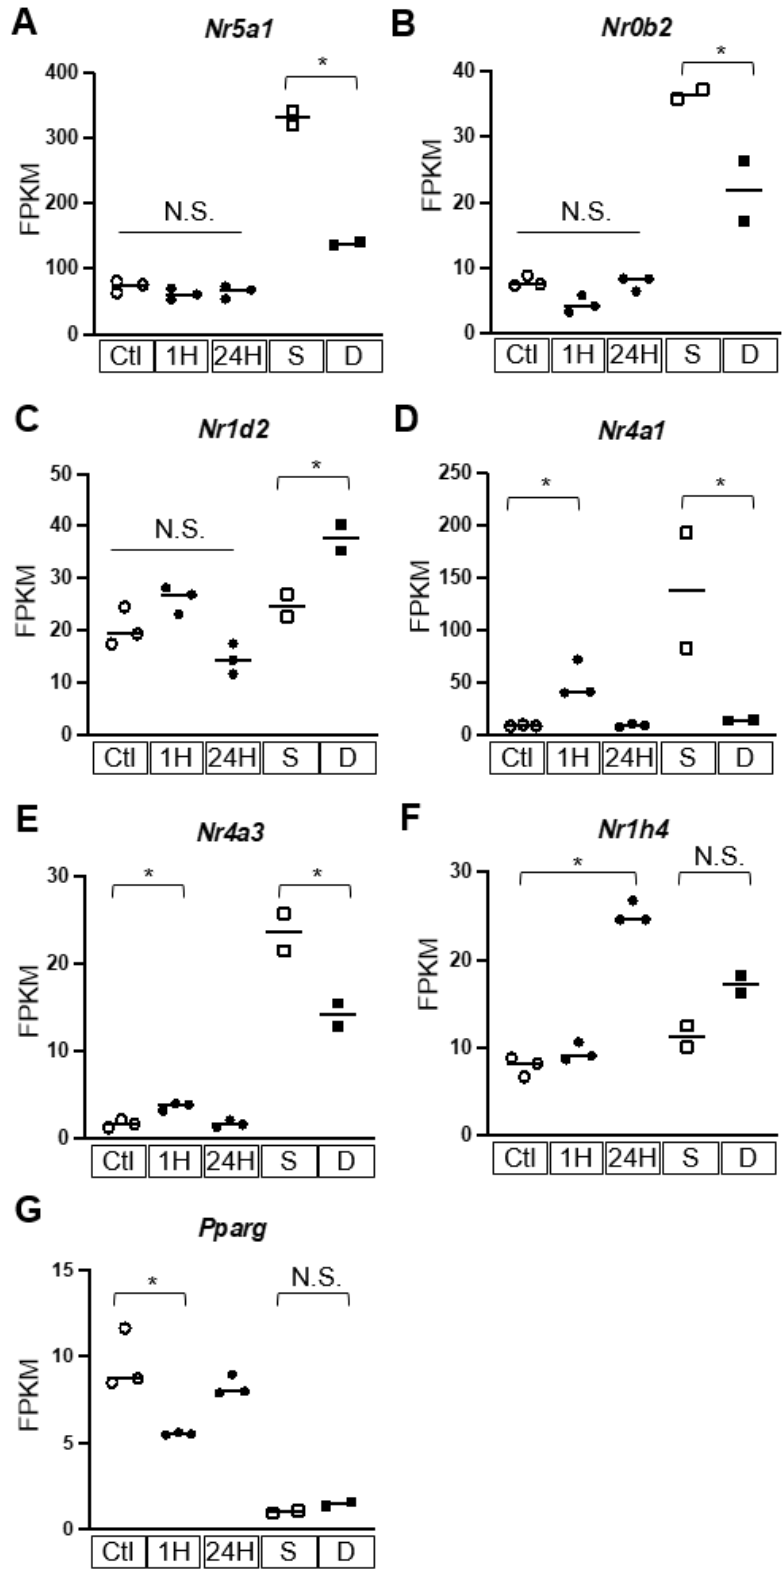 A Nr5a1
400
300
200
100
0
FPKM
N.S.
*
Ctl 1H 24H S D
B Nr0b2
40
30
20
10
0
FPKM
N.S.
*
Ctl 1H 24H S D
C Nr1d2
50
40
30
20
10
0
FPKM
N.S.
*
Ctl 1H 24H S D
D Nr4a1
250
200
150
100
50
0
FPKM
* *
Ctl 1H 24H S D
E Nr4a3
30
20
10
0
FPKM
* *
Ctl 1H 24H S D
F Nr1h4
30
20
10
0
FPKM
* N.S.
Ctl 1H 24H S D
G Pparg
15
10
5
0
FPKM
* N.S.
Ctl 1H 24H S D